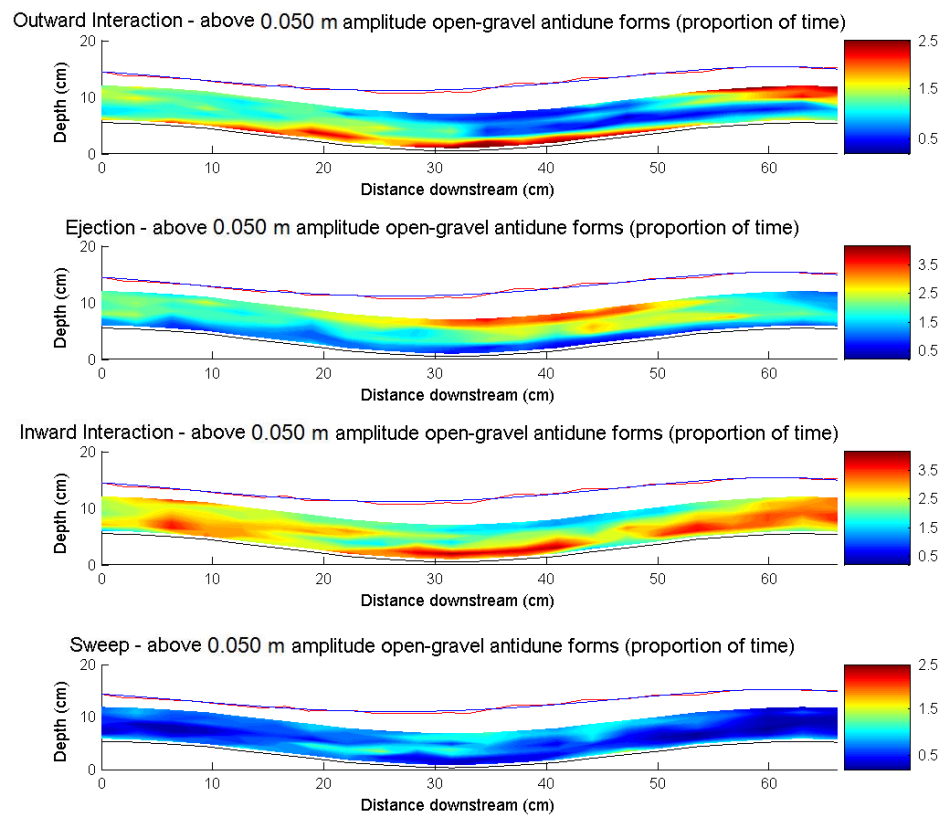 Outward Interaction - above 0.050 m amplitude open-gravel antidune forms (proportion of time)
20
10
0
Depth (cm)
0 10 20 30 40 50 60
Distance downstream (cm)
2.5
1.5
0.5
Ejection - above 0.050 m amplitude open-gravel antidune forms (proportion of time)
20
10
0
Depth (cm)
0 10 20 30 40 50 60
Distance downstream (cm)
3.5
2.5
1.5
0.5
Inward Interaction - above 0.050 m amplitude open-gravel antidune forms (proportion of time)
20
10
0
Depth (cm)
0 10 20 30 40 50 60
Distance downstream (cm)
3.5
2.5
1.5
0.5
Sweep - above 0.050 m amplitude open-gravel antidune forms (proportion of time)
20
10
0
Depth (cm)
0 10 20 30 40 50 60
Distance downstream (cm)
2.5
1.5
0.5